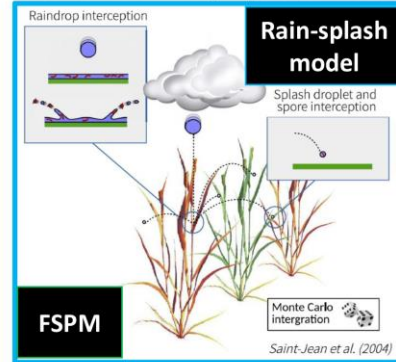 Raindrop interception
Rain-splash
model
Splash droplet and
spore interception
FSPM
Monte Carlo
intergration
Saint-Jean et al. (2004)